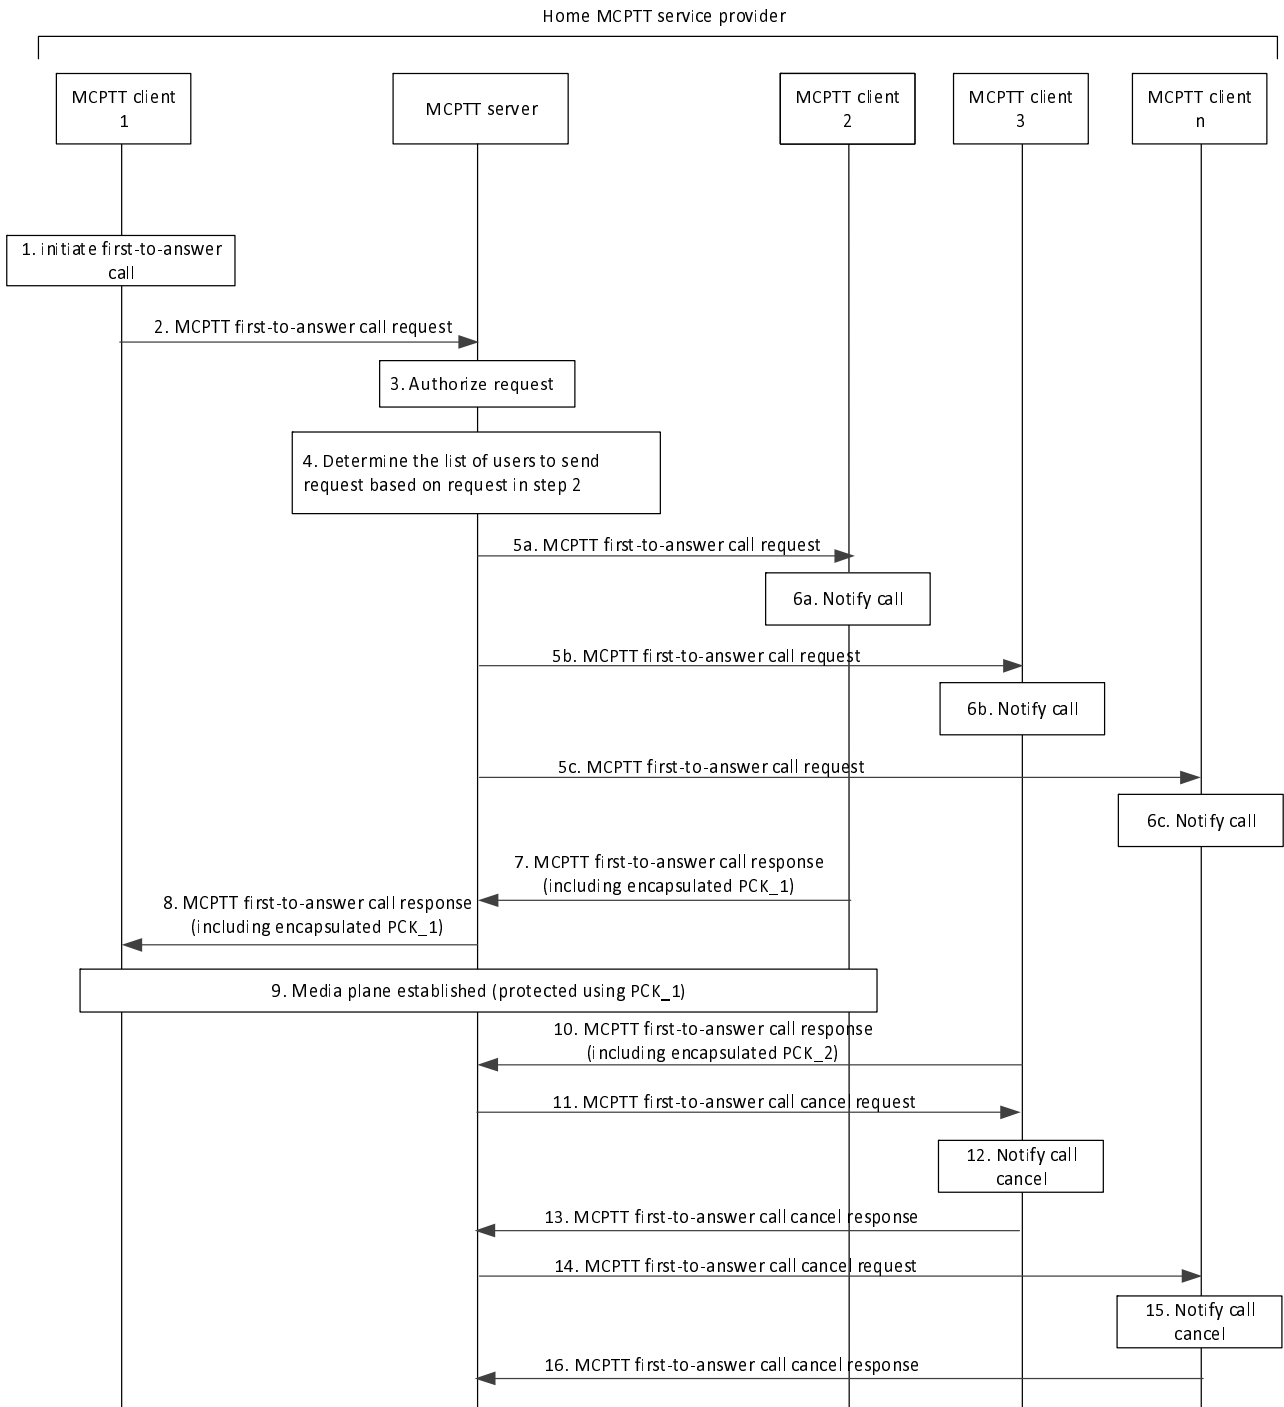 Home MCPTT service provider
MCPTT client
1
MCPTT server
MCPTT client
2
MCPTT client
3
MCPTT client
n
1. initiate first-to-answer
call
2. MCPTT first-to-answer call request
3. Authorize request
4. Determine the list of users to send
request based on request in step 2
5a. MCPTT first-to-answer call request
6a. Notify call
5b. MCPTT first-to-answer call request
6b. Notify call
5c. MCPTT first-to-answer call request
6c. Notify call
7. MCPTT first-to-answer call response
(including encapsulated PCK_1)
8. MCPTT first-to-answer call response
(including encapsulated PCK_1)
9. Media plane established (protected using PCK_1)
10. MCPTT first-to-answer call response
(including encapsulated PCK_2)
11. MCPTT first-to-answer call cancel request
12. Notify call
cancel
13. MCPTT first-to-answer call cancel response
14. MCPTT first-to-answer call cancel request
15. Notify call
cancel
16. MCPTT first-to-answer call cancel response